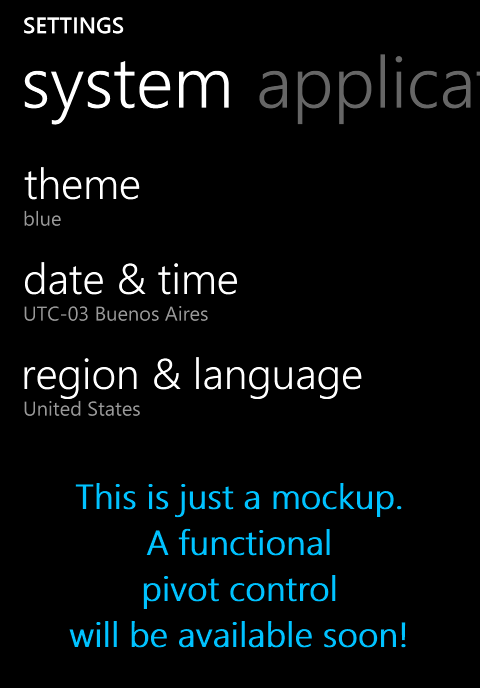 SETTINGS
system applicat
theme
blue
date & time
UTC-03 Buenos Aires
region & language
United States
This is just a mockup.
A functional
pivot control
will be available soon!